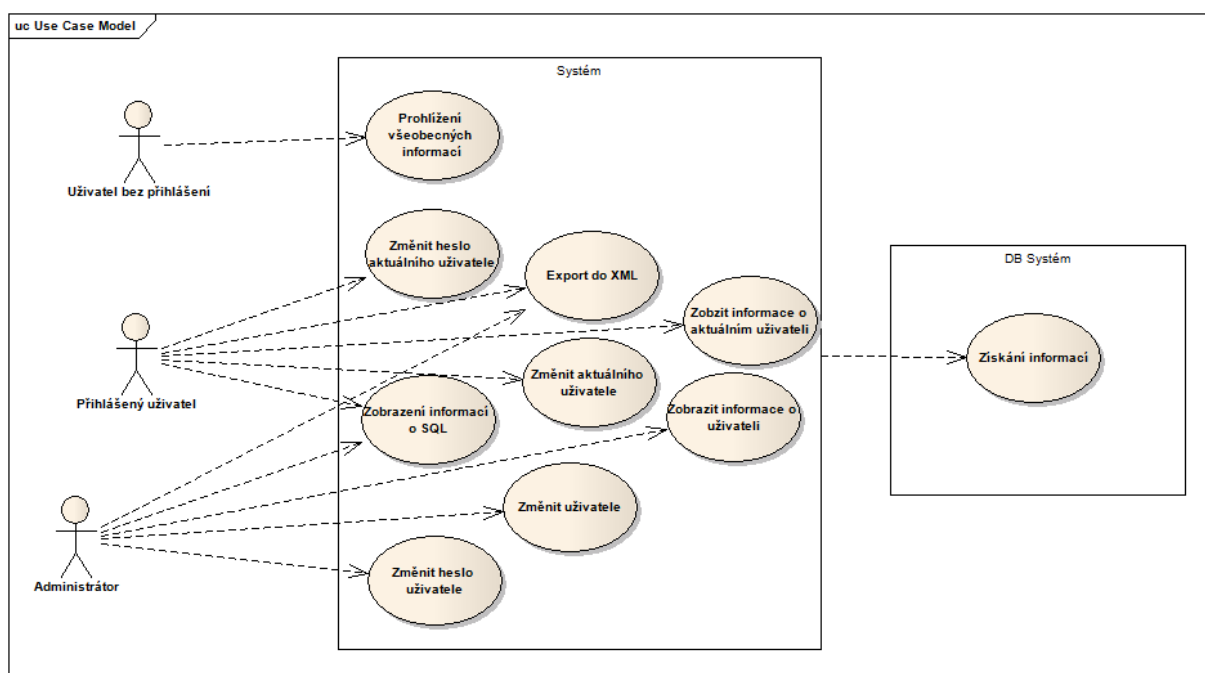 uc Use Case Model
Systém
Prohlížení
všeobecných
informací
Uživatel bez přihlášení
Změnit heslo
aktuálního uživatele
Export do XML
DB Systém
Zobzit informace o
aktuálním uživateli
Získání informací
Přihlášený uživatel
Změnit aktuálního
uživatele
Zobrazení informací
o SQL
Zobrazit informace o
uživateli
Změnit uživatele
Administrátor
Změnit heslo
uživatele